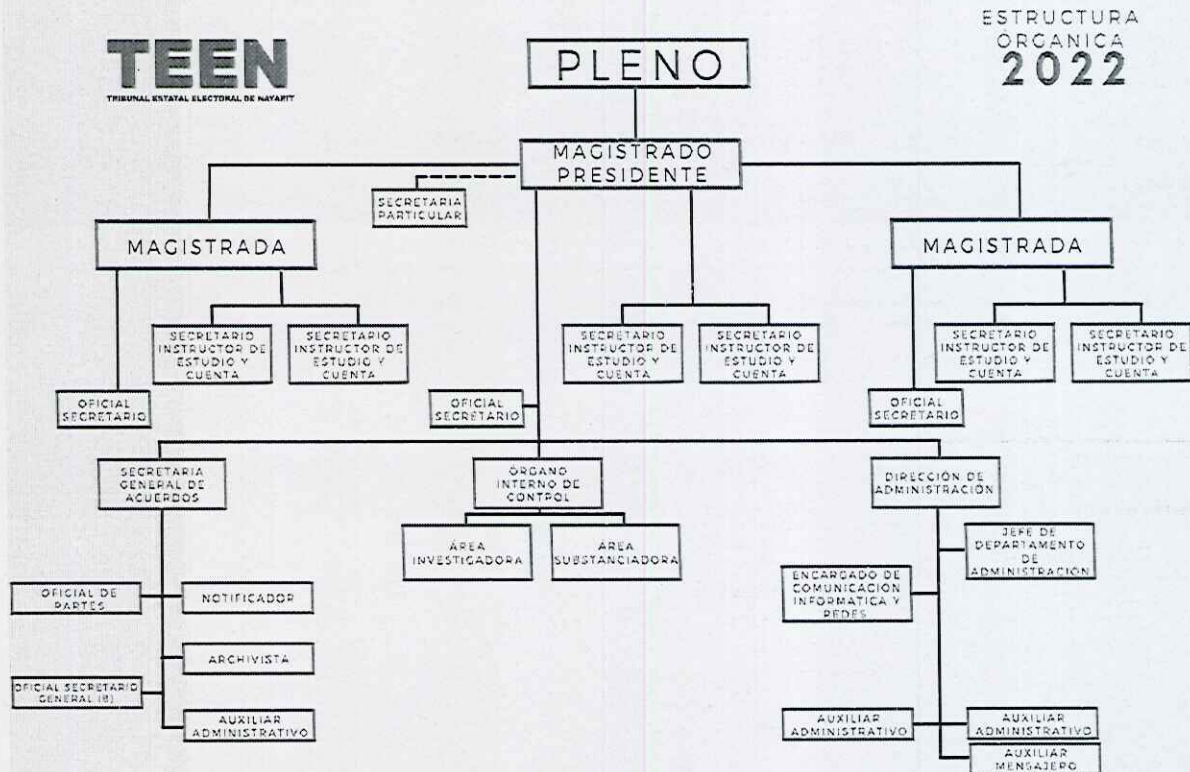 TEEN
TRIBUNAL ESTATAL ELECTORAL DE NAYARIT
ESTRUCTURA
ORGANICA
2022
PLENO
MAGISTRADO
PRESIDENTE
SECRETARIA
PARTICULAR
MAGISTRADA
MAGISTRADA
SECRETARIO
INSTRUCTOR DE
ESTUDIO Y
CUENTA
SECRETARIO
INSTRUCTOR DE
ESTUDIO Y
CUENTA
SECRETARIO
INSTRUCTOR DE
ESTUDIO Y
CUENTA
SECRETARIO
INSTRUCTOR DE
ESTUDIO Y
CUENTA
SECRETARIO
INSTRUCTOR DE
ESTUDIO Y
CUENTA
SECRETARIO
INSTRUCTOR DE
ESTUDIO Y
CUENTA
OFICIAL
SECRETARIO
OFICIAL
SECRETARIO
OFICIAL
SECRETARIO
SECRETARIA
GENERAL DE
ACUERDOS
ÓRGANO
INTERNO DE
CONTROL
DIRECCIÓN DE
ADMINISTRACIÓN
ÁREA
INVESTIGADORA
ÁREA
SUBSTANCIADORA
JEFE DE
DEPARTAMENTO
DE
ADMINISTRACIÓN
OFICIAL DE
PARTES
NOTIFICADOR
ENCARGADO DE
COMUNICACIÓN
INFORMATICA Y
REDES
ARCHIVISTA
OFICIAL SECRETARIO
GENERAL (8)
AUXILIAR
ADMINISTRATIVO
AUXILIAR
ADMINISTRATIVO
AUXILIAR
ADMINISTRATIVO
AUXILIAR
MENSAJERO